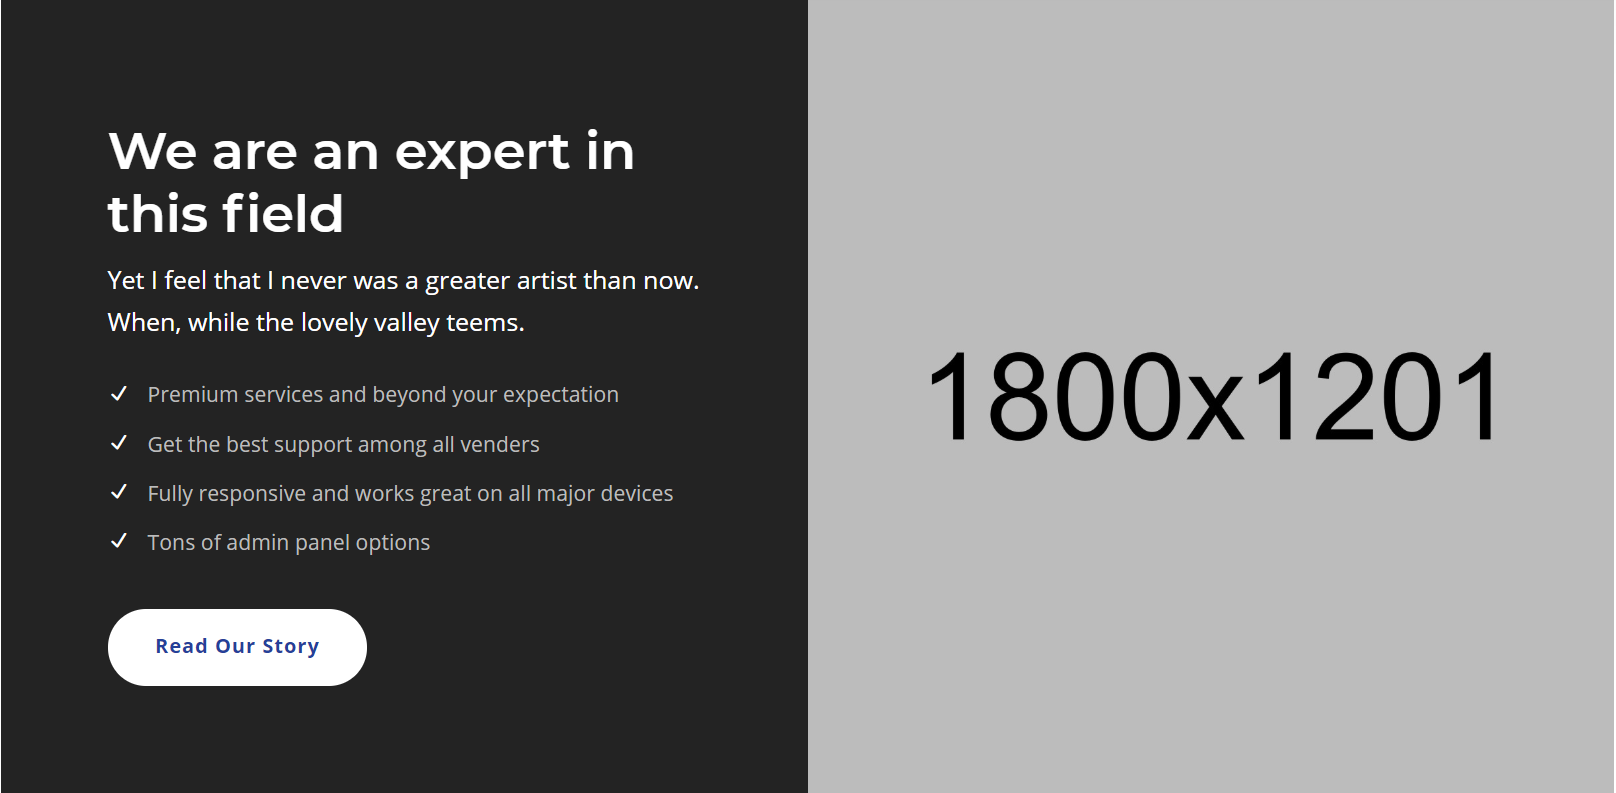 We are an expert in
this field
Yet I feel that I never was a greater artist than now.
When, while the lovely valley teems.
Premium services and beyond your expectation
Get the best support among all venders
Fully responsive and works great on all major devices
Tons of admin panel options
Read Our Story
1800x1201